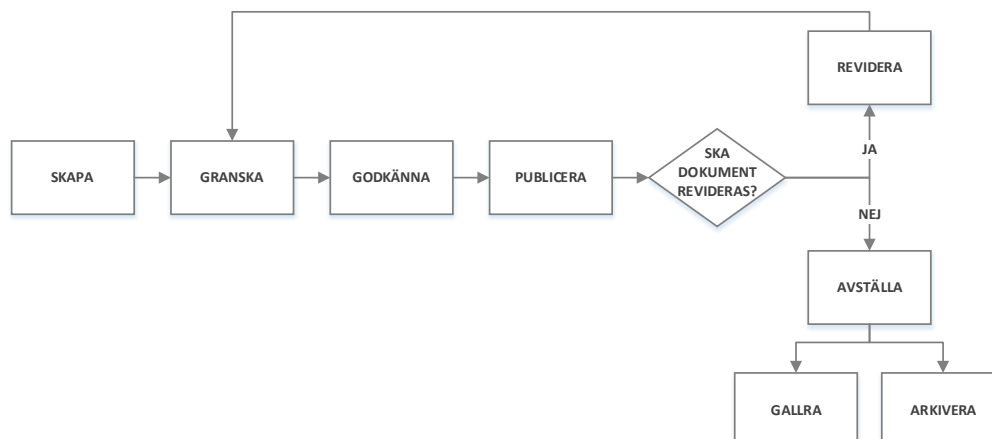 SKAPA
GRANSKA
GODKÄNNA
PUBLICERA
SKA
DOKUMENT
REVIDERAS?
JA
REVIDERA
NEJ
AVSTÄLLA
GALLRA
ARKIVERA